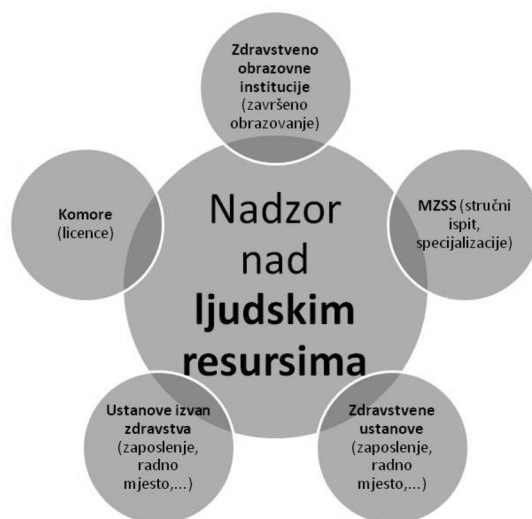 Zdravstveno
obrazovne
institucije
(završeno
obrazovanje)
Komore
(licence)
MZSS (stručni
ispit,
specijalizacije)
Nadzor
nad
ljudskim
resursima
Ustanove izvan
zdravstva
(zaposlenje,
radno
mjesto,...)
Zdravstvene
ustanove
(zaposlenje,
radno
mjesto,...)